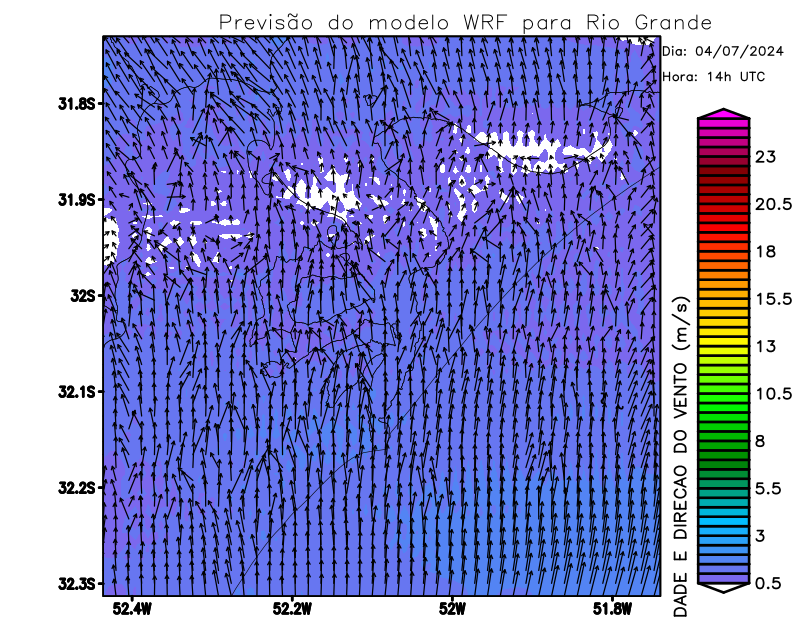 Previsão do modelo WRF para Rio Grande
Dia: 04/07/2024
Hora: 14h UTC
31.8S
31.9S
32S
32.1S
32.2S
32.3S
52.4W
52.2W
52W
51.8W
DADE E DIRECAO DO VENTO (m/s)
23
20.5
18
15.5
13
10.5
8
5.5
3
0.5